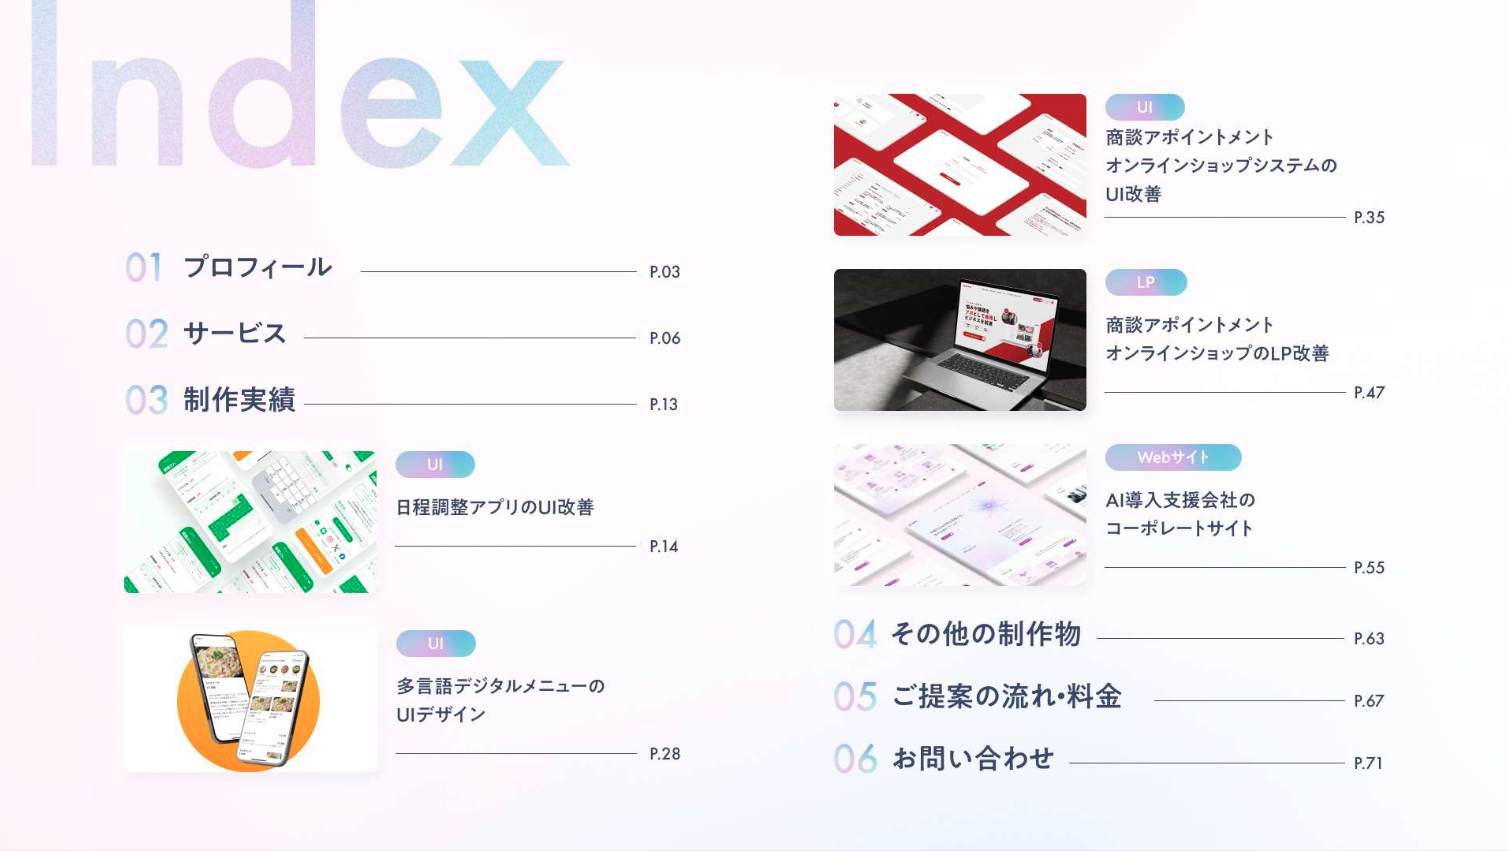 Index
01 プロフィール P.03
02 サービス P.06
03 制作実績 P.13
UI
日程調整アプリのUI改善
P.14
UI
多言語デジタルメニューの
UIデザイン
P.28
UI
商談アポイントメント
オンラインショップシステムの
UI改善
P.35
LP
商談アポイントメント
オンラインショップのLP改善
P.47
Webサイト
AI導入支援会社の
コーポレートサイト
P.55
04 その他の制作物 P.63
05 ご提案の流れ・料金 P.67
06 お問い合わせ P.71